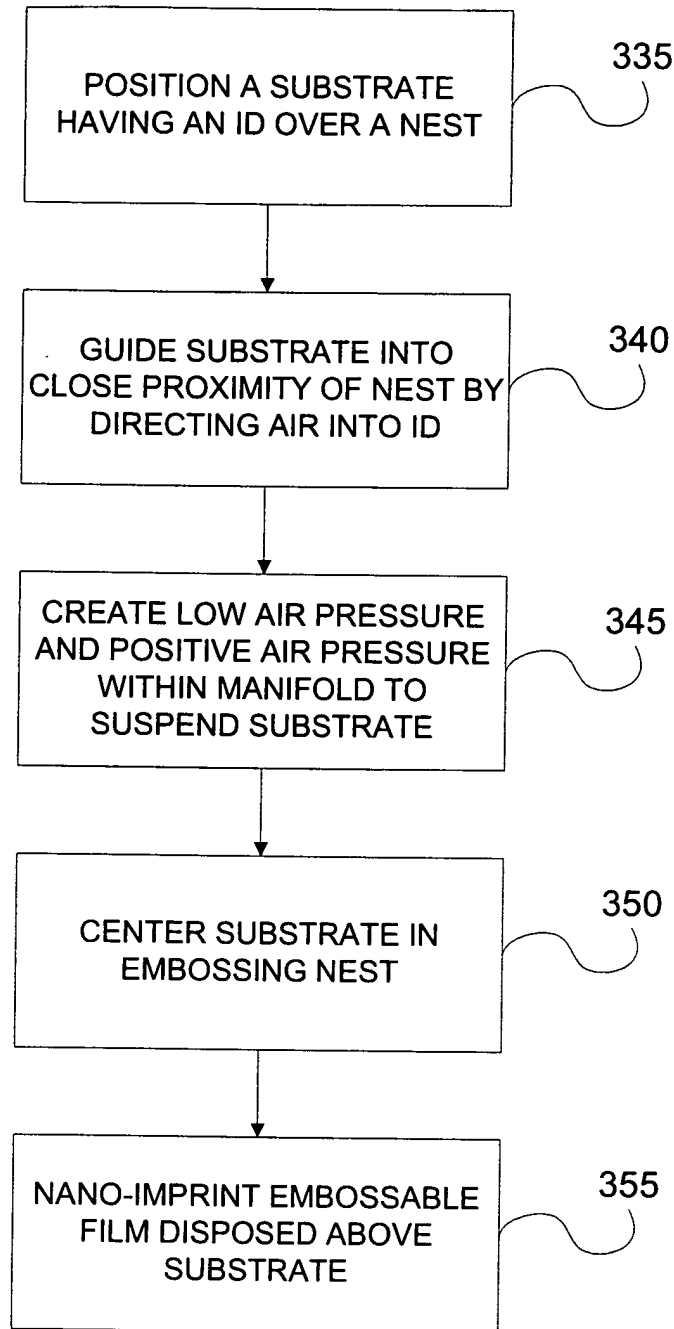 POSITION A SUBSTRATE
HAVING AN ID OVER A NEST
335
GUIDE SUBSTRATE INTO
CLOSE PROXIMITY OF NEST BY
DIRECTING AIR INTO ID
340
CREATE LOW AIR PRESSURE
AND POSITIVE AIR PRESSURE
WITHIN MANIFOLD TO
SUSPEND SUBSTRATE
345
CENTER SUBSTRATE IN
EMBOSSING NEST
350
NANO-IMPRINT EMBOSSABLE
FILM DISPOSED ABOVE
SUBSTRATE
355